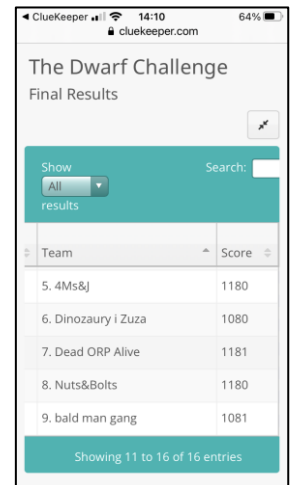 ClueKeeper 14:10 64%
cluekeeper.com
The Dwarf Challenge
Final Results
Show Search:
All
results
Team Score
5. 4Ms&J 1180
6. Dinozaury i Zuza 1080
7. Dead ORP Alive 1181
8. Nuts&Bolts 1180
9. bald man gang 1081
Showing 11 to 16 of 16 entries